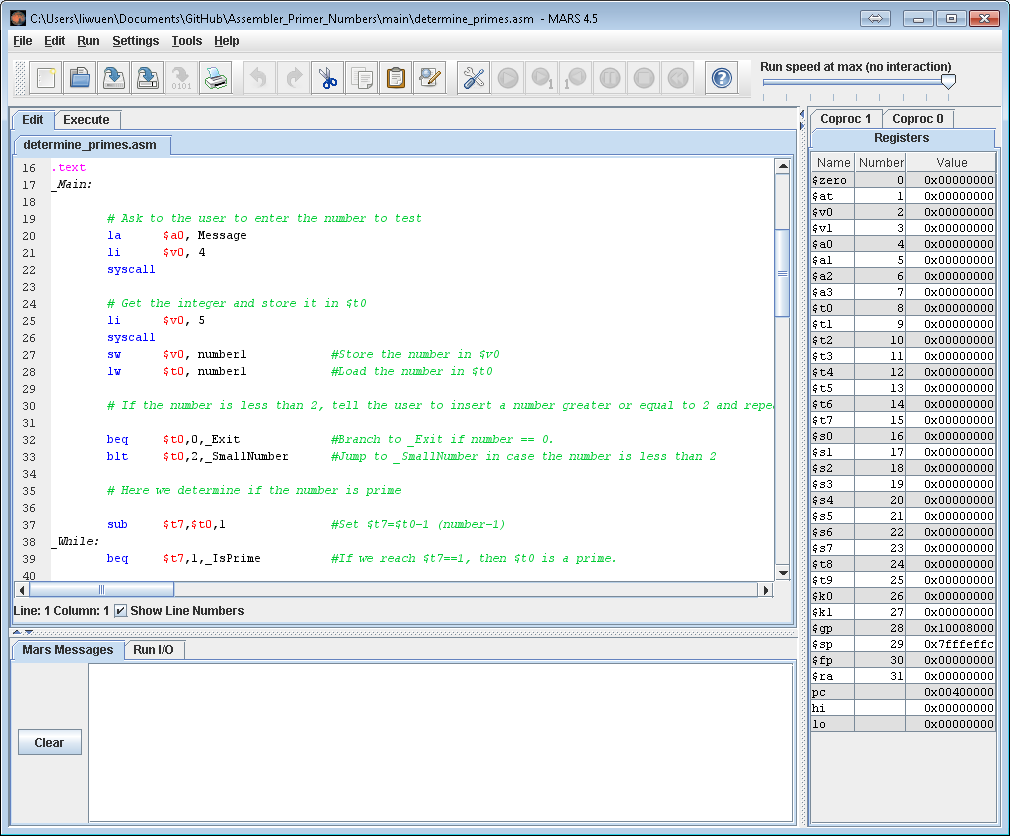 C:\Users\liwuen\Documents\GitHub\Assembler_Primer_Numbers\main\determine_primes.asm - MARS 4.5
File Edit Run Settings Tools Help
Run speed at max (no interaction)
Edit Execute
determine_primes.asm
16 .text
17 _Main:
18
19 # Ask to the user to enter the number to test
20 la $a0, Message
21 li $v0, 4
22 syscall
23
24 # Get the integer and store it in $t0
25 li $v0, 5
26 syscall
27 sw $v0, number1 #Store the number in $v0
28 lw $t0, number1 #Load the number in $t0
29
30 # If the number is less than 2, tell the user to insert a number greater or equal to 2 and repe
31
32 beq $t0,0,_Exit #Branch to _Exit if number == 0.
33 blt $t0,2,_SmallNumber #Jump to _SmallNumber in case the number is less than 2
34
35 # Here we determine if the number is prime
36
37 sub $t7,$t0,1 #Set $t7=$t0-1 (number-1)
38 _While:
39 beq $t7,1,_IsPrime #If we reach $t7==1, then $t0 is a prime.
40
Line: 1 Column: 1 Show Line Numbers
Mars Messages Run I/O
Clear
Coproc 1 Coproc 0
Registers
Name Number Value
$zero 0 0x00000000
$at 1 0x00000000
$v0 2 0x00000000
$v1 3 0x00000000
$a0 4 0x00000000
$a1 5 0x00000000
$a2 6 0x00000000
$a3 7 0x00000000
$t0 8 0x00000000
$t1 9 0x00000000
$t2 10 0x00000000
$t3 11 0x00000000
$t4 12 0x00000000
$t5 13 0x00000000
$t6 14 0x00000000
$t7 15 0x00000000
$s0 16 0x00000000
$s1 17 0x00000000
$s2 18 0x00000000
$s3 19 0x00000000
$s4 20 0x00000000
$s5 21 0x00000000
$s6 22 0x00000000
$s7 23 0x00000000
$t8 24 0x00000000
$t9 25 0x00000000
$k0 26 0x00000000
$k1 27 0x00000000
$gp 28 0x10008000
$sp 29 0x7fffeffc
$fp 30 0x00000000
$ra 31 0x00000000
pc 0x00400000
hi 0x00000000
lo 0x00000000